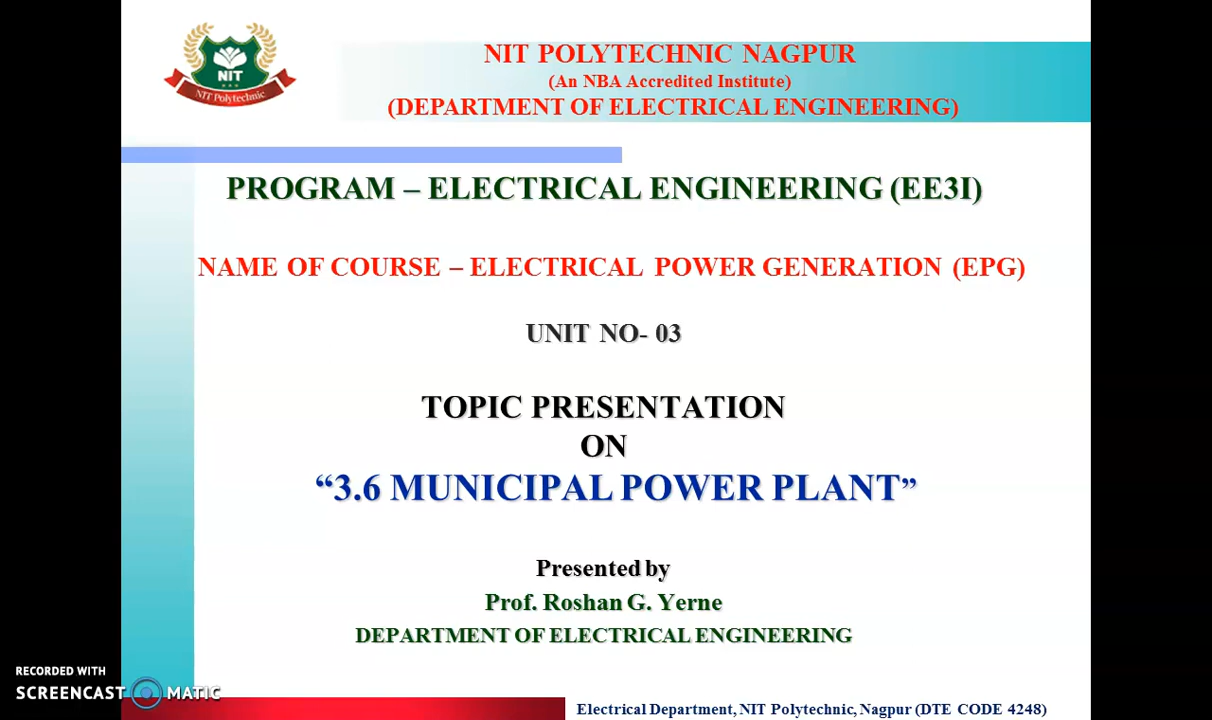 NIT
NIT Polytechnic
NIT POLYTECHNIC NAGPUR
(An NBA Accredited Institute)
(DEPARTMENT OF ELECTRICAL ENGINEERING)
PROGRAM – ELECTRICAL ENGINEERING (EE3I)
NAME OF COURSE – ELECTRICAL POWER GENERATION (EPG)
UNIT NO- 03
TOPIC PRESENTATION
ON
“3.6 MUNICIPAL POWER PLANT”
Presented by
Prof. Roshan G. Yerne
DEPARTMENT OF ELECTRICAL ENGINEERING
RECORDED WITH
SCREENCAST MATIC
Electrical Department, NIT Polytechnic, Nagpur (DTE CODE 4248)